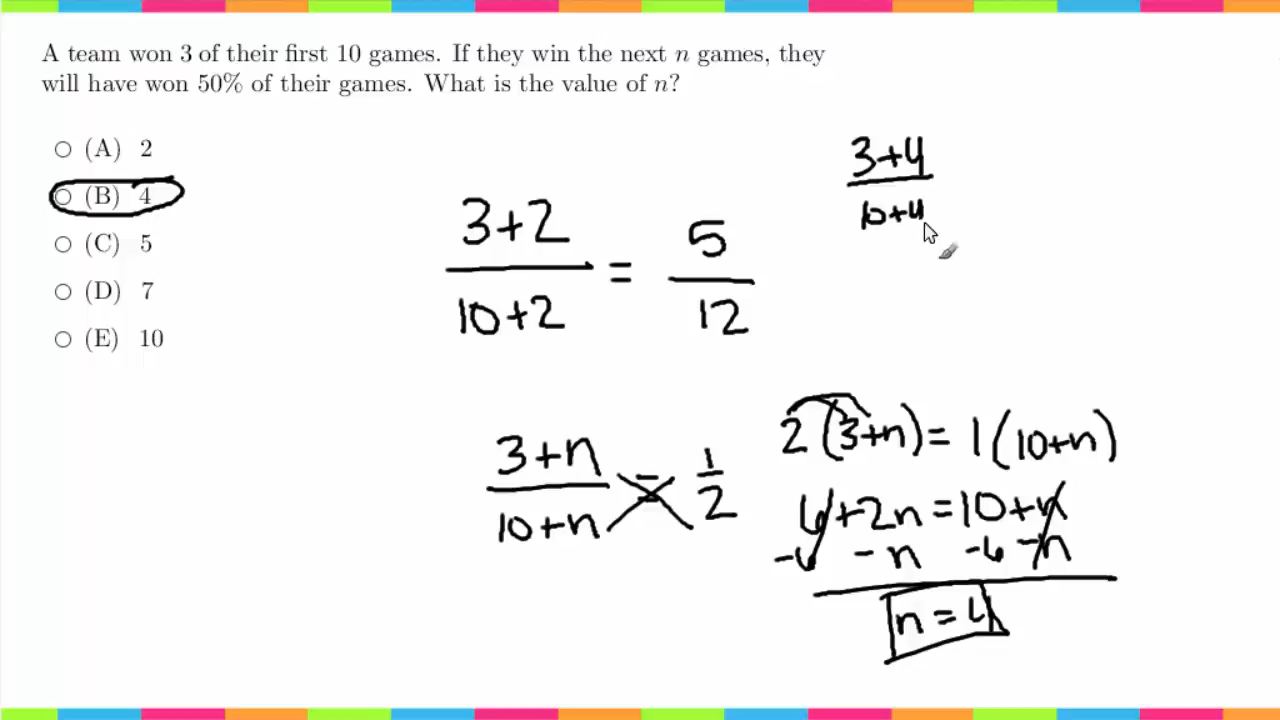 A team won 3 of their first 10 games. If they win the next n games, they
will have won 50% of their games. What is the value of n?
(A) 2
(B) 4
(C) 5
(D) 7
(E) 10
3+4
10+4
3+2
10+2
=
5
12
3+n
10+n
=
1
2
2(3+n)=1(10+n)
6+2n=10+n
-6 -n -6 -n
n=4